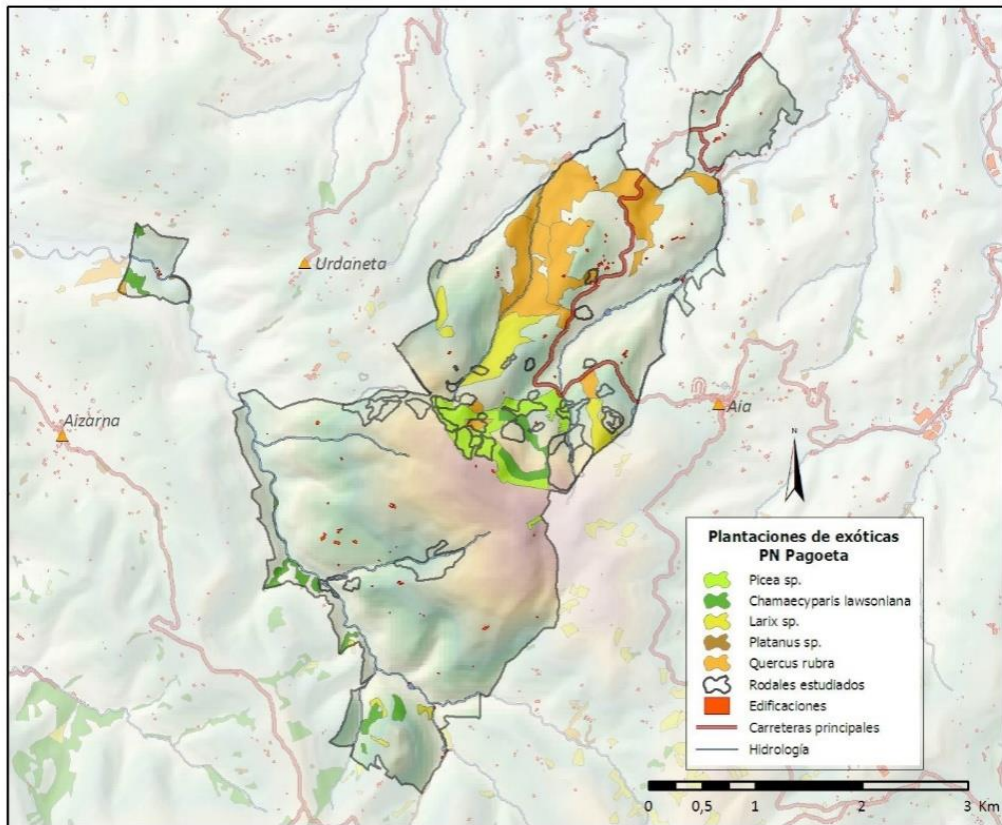 Urdaneta
Aizarna
Aia
N
Plantaciones de exóticas
PN Pagoeta
Picea sp.
Chamaecyparis lawsoniana
Larix sp.
Platanus sp.
Quercus rubra
Rodales estudiados
Edificaciones
Carreteras principales
Hidrología
0 0,5 1 2 3 Km